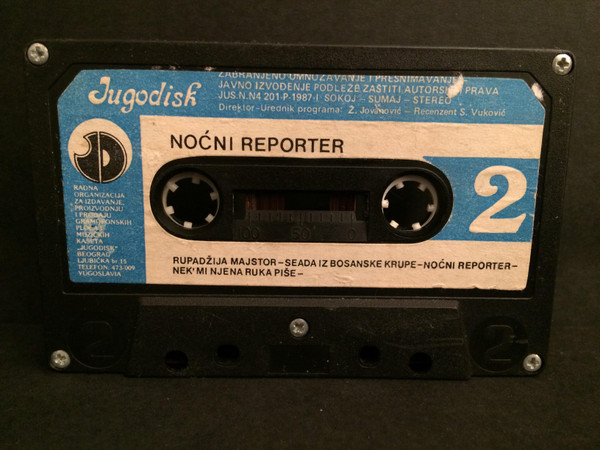 Jugodisk
ZABRANJENO UMNOŽAVANJE I PRESNIMAVANJE
JAVNO IZVOĐENJE PODLEŽE ZAŠTITI AUTORSKIH PRAVA
JUS N.N4 201-P-1987-I SOKOJ - SUMAJ - STEREO
Direktor-Urednik programa: Ž. Jovanović - Recenzent S. Vuković
NOĆNI REPORTER
RADNA
ORGANIZACIJA
ZA IZDAVANJE,
PROIZVODNJU
I PRODAJU
GRAMOFONSKIH
PLOČA I
MUZIČKIH
KASETA
„JUGODISK"
BEOGRAD
LJUBIČKA br.15
TELEFON: 473-009
YUGOSLAVIA
2
RUPADŽIJA MAJSTOR-SEADA IZ BOSANSKE KRUPE-NOĆNI REPORTER-
NEK'MI NJENA RUKA PIŠE-
2
2